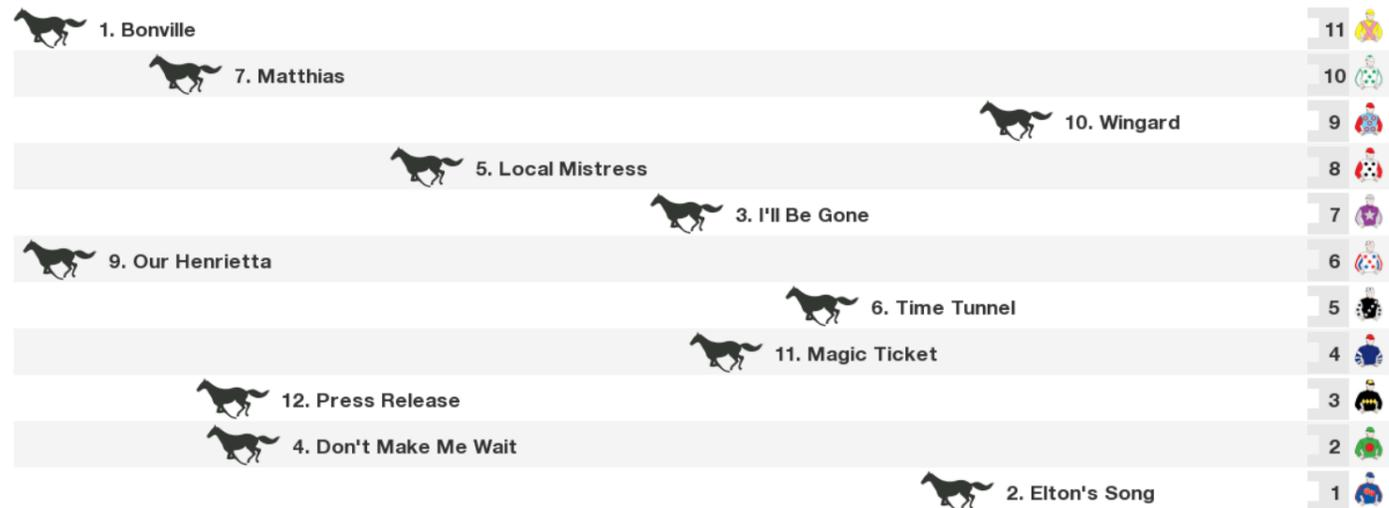 1. Bonville 11
7. Matthias 10
10. Wingard 9
5. Local Mistress 8
3. I'll Be Gone 7
9. Our Henrietta 6
6. Time Tunnel 5
11. Magic Ticket 4
12. Press Release 3
4. Don't Make Me Wait 2
2. Elton's Song 1